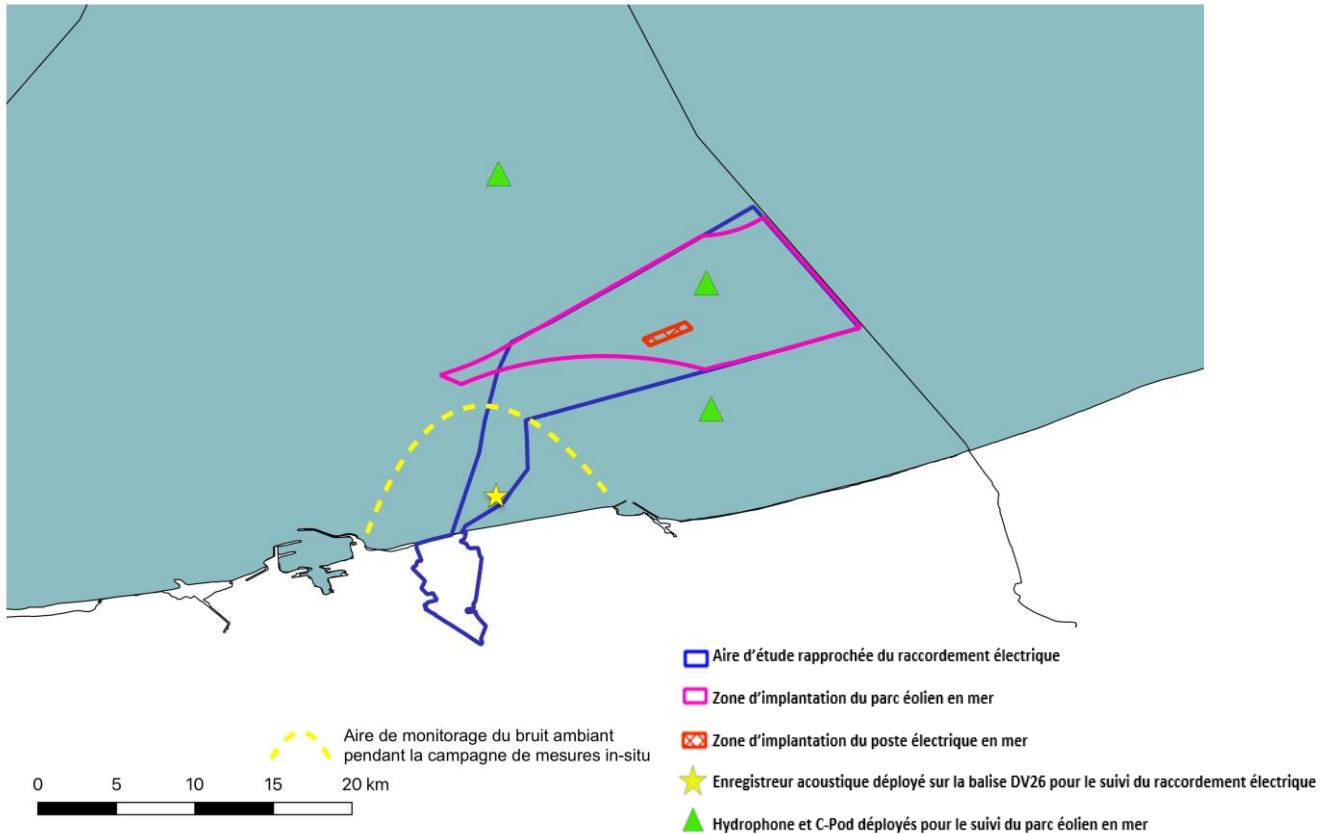 Aire d'étude rapprochée du raccordement électrique
Zone d'implantation du parc éolien en mer
Aire de monitorage du bruit ambiant
pendant la campagne de mesures in-situ
Zone d'implantation du poste électrique en mer
Enregistreur acoustique déployé sur la balise DV26 pour le suivi du raccordement électrique
0 5 10 15 20 km
Hydrophone et C-Pod déployés pour le suivi du parc éolien en mer